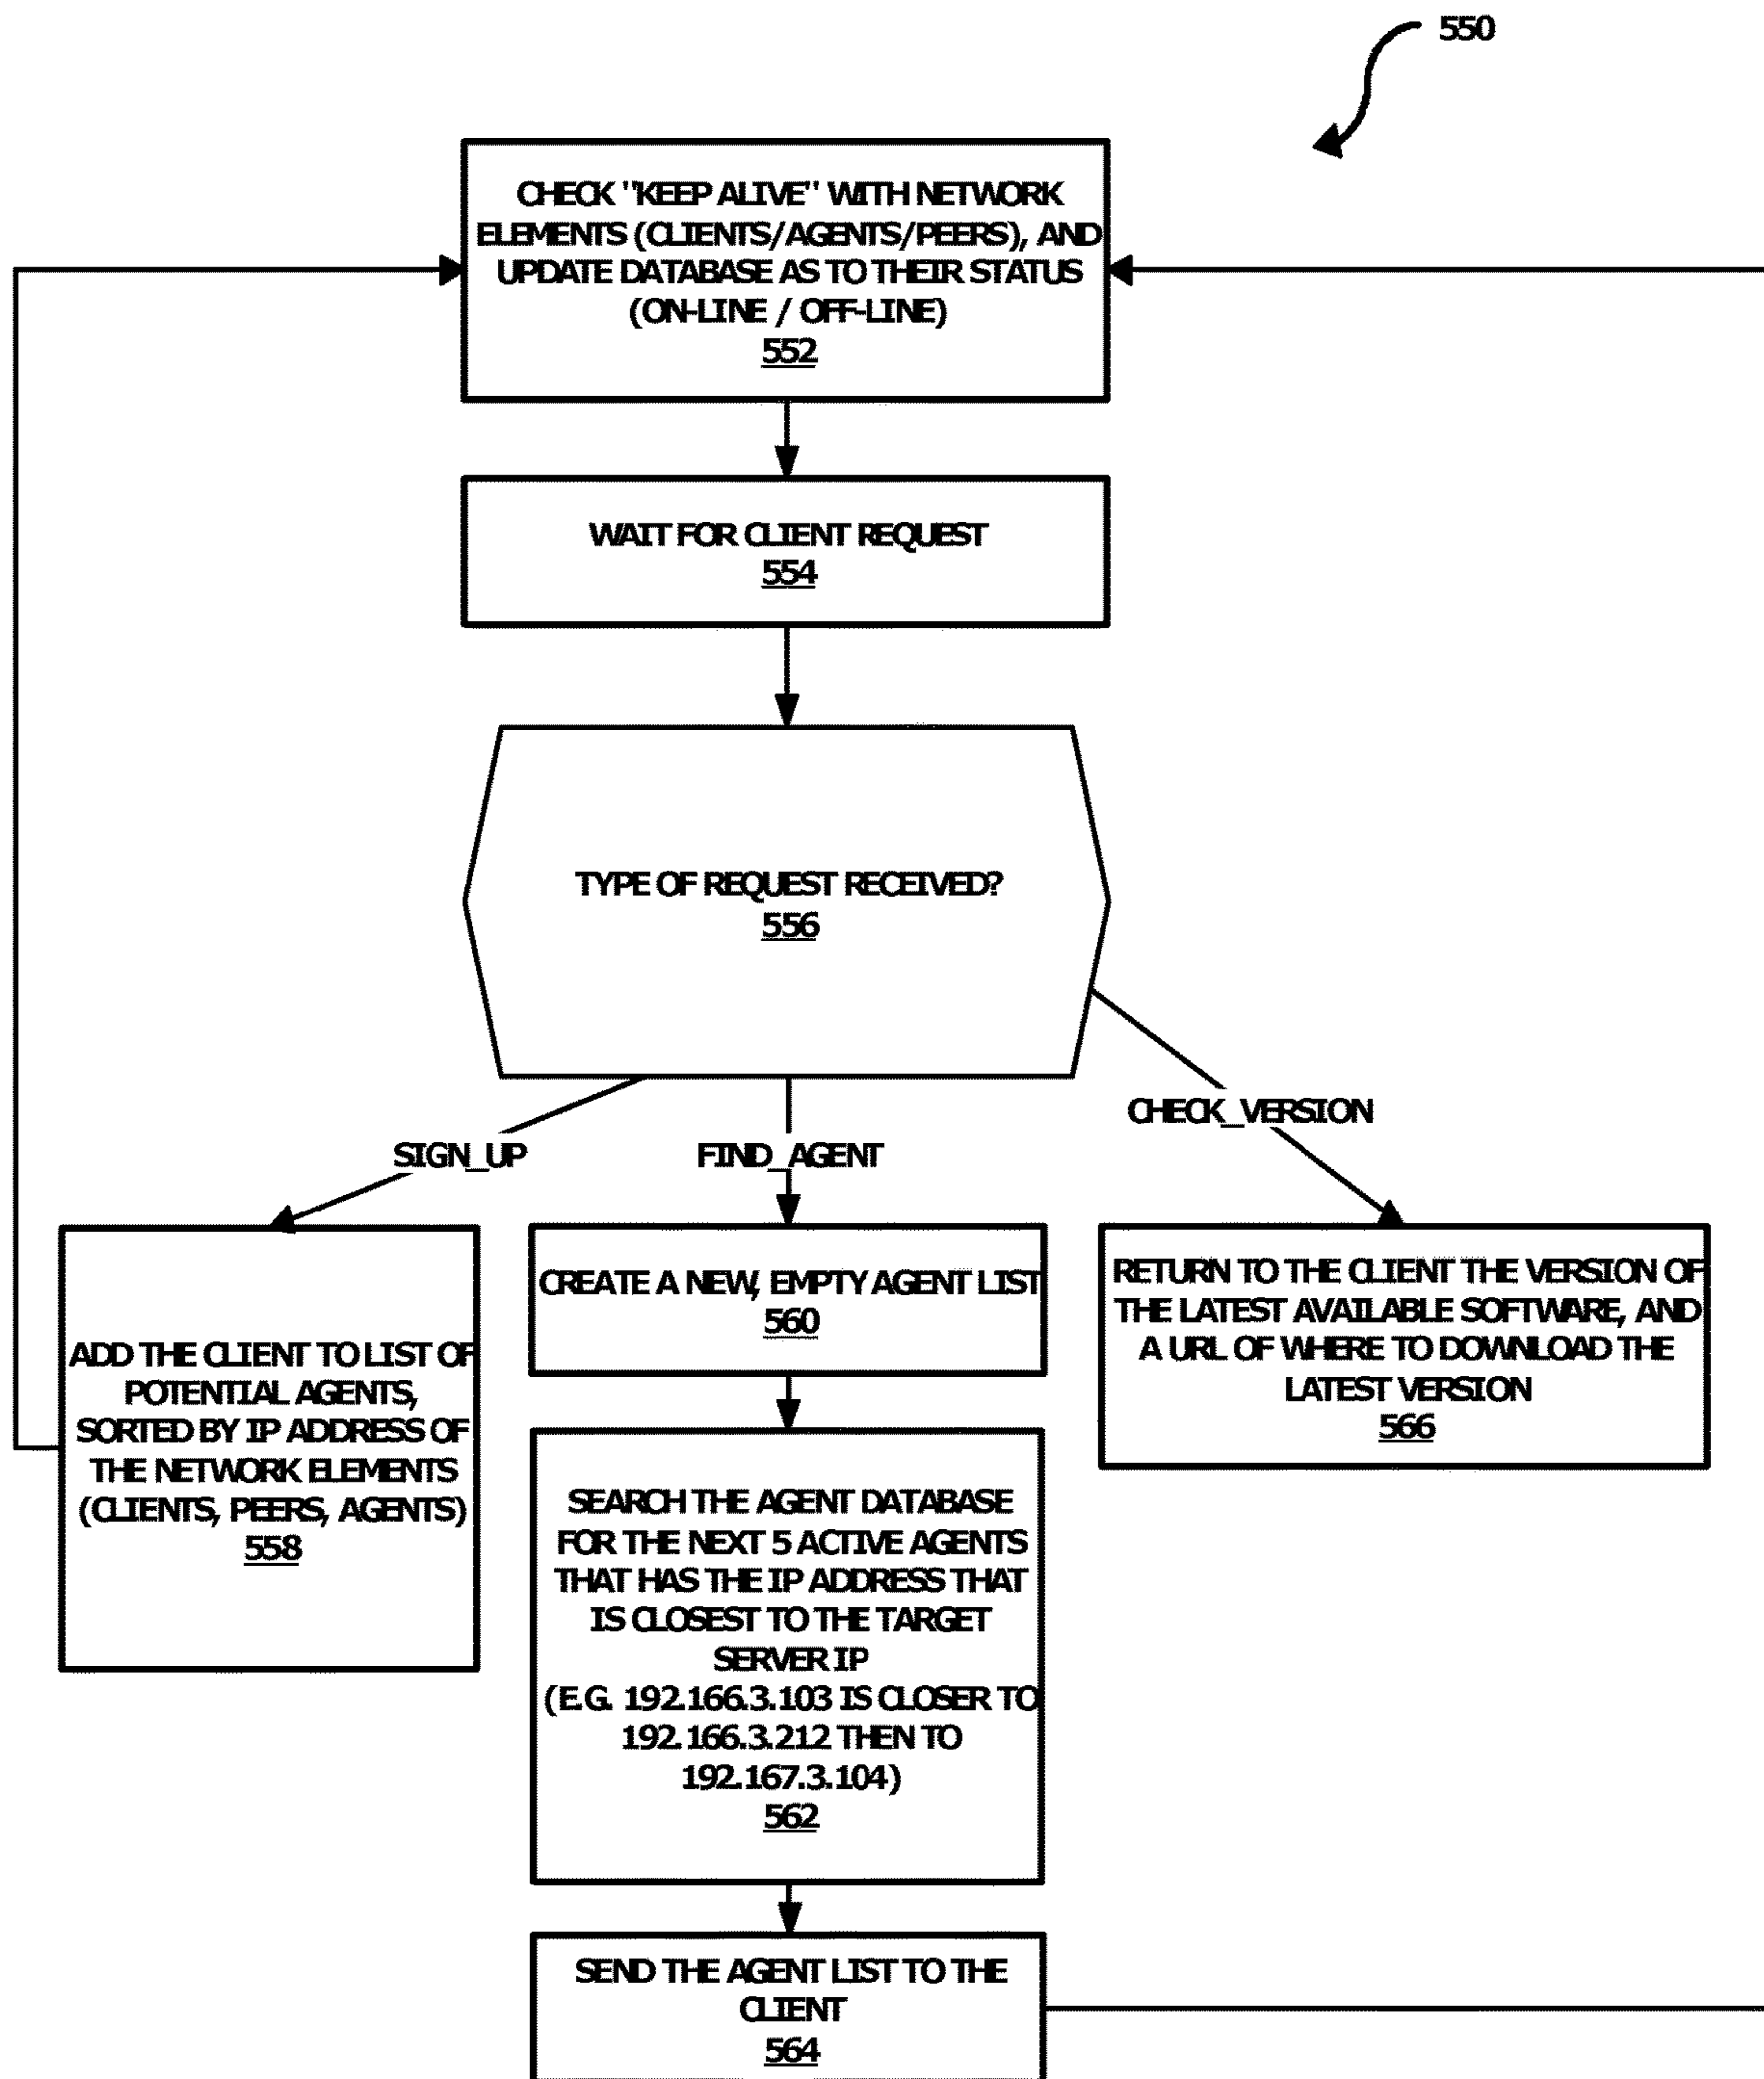 550
CHECK "KEEP ALIVE" WITH NETWORK
ELEMENTS (CLIENTS/AGENTS/PEERS), AND
UPDATE DATABASE AS TO THEIR STATUS
(ON-LINE / OFF-LINE)
552
WAIT FOR CLIENT REQUEST
554
TYPE OF REQUEST RECEIVED?
556
SIGN_UP
FIND_AGENT
CHECK_VERSION
ADD THE CLIENT TO LIST OF
POTENTIAL AGENTS,
SORTED BY IP ADDRESS OF
THE NETWORK ELEMENTS
(CLIENTS, PEERS, AGENTS)
558
CREATE A NEW, EMPTY AGENT LIST
560
SEARCH THE AGENT DATABASE
FOR THE NEXT 5 ACTIVE AGENTS
THAT HAS THE IP ADDRESS THAT
IS CLOSEST TO THE TARGET
SERVER IP
(E.G. 192.166.3.103 IS CLOSER TO
192.166.3.212 THEN TO
192.167.3.104)
562
SEND THE AGENT LIST TO THE
CLIENT
564
RETURN TO THE CLIENT THE VERSION OF
THE LATEST AVAILABLE SOFTWARE, AND
A URL OF WHERE TO DOWNLOAD THE
LATEST VERSION
566